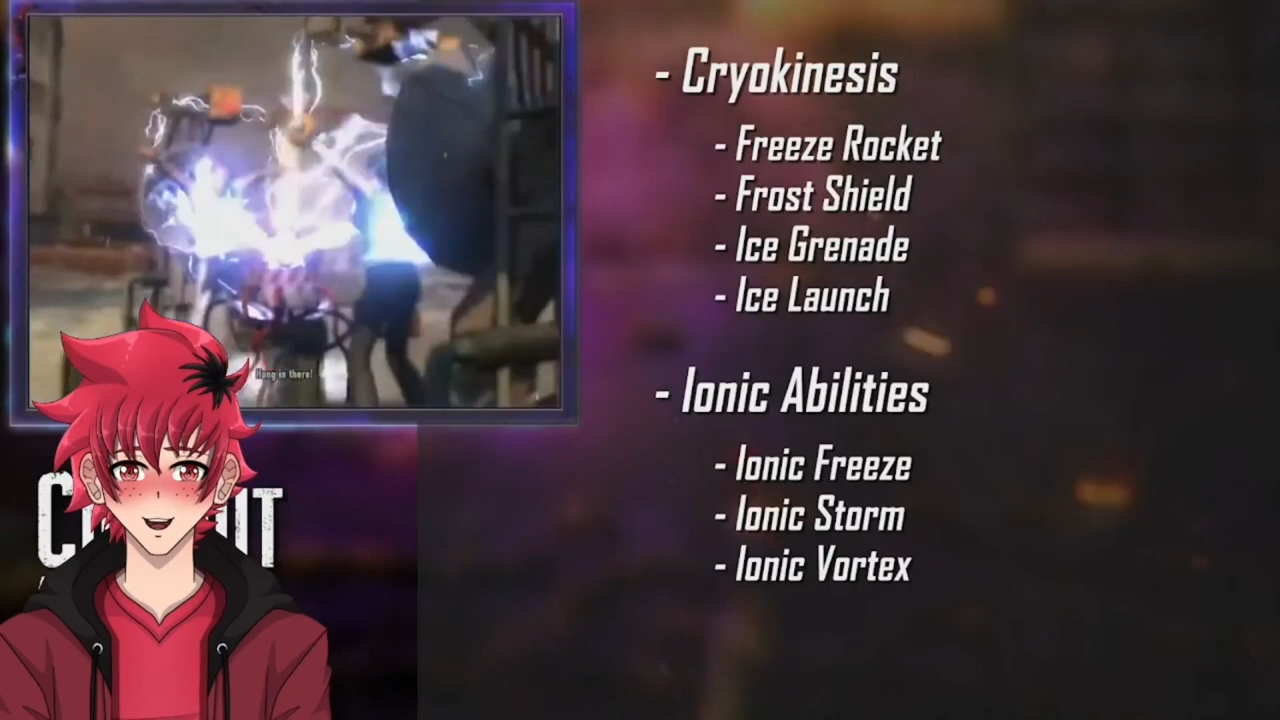 - Cryokinesis
- Freeze Rocket
- Frost Shield
- Ice Grenade
- Ice Launch
- Ionic Abilities
- Ionic Freeze
- Ionic Storm
- Ionic Vortex
Hang in there!